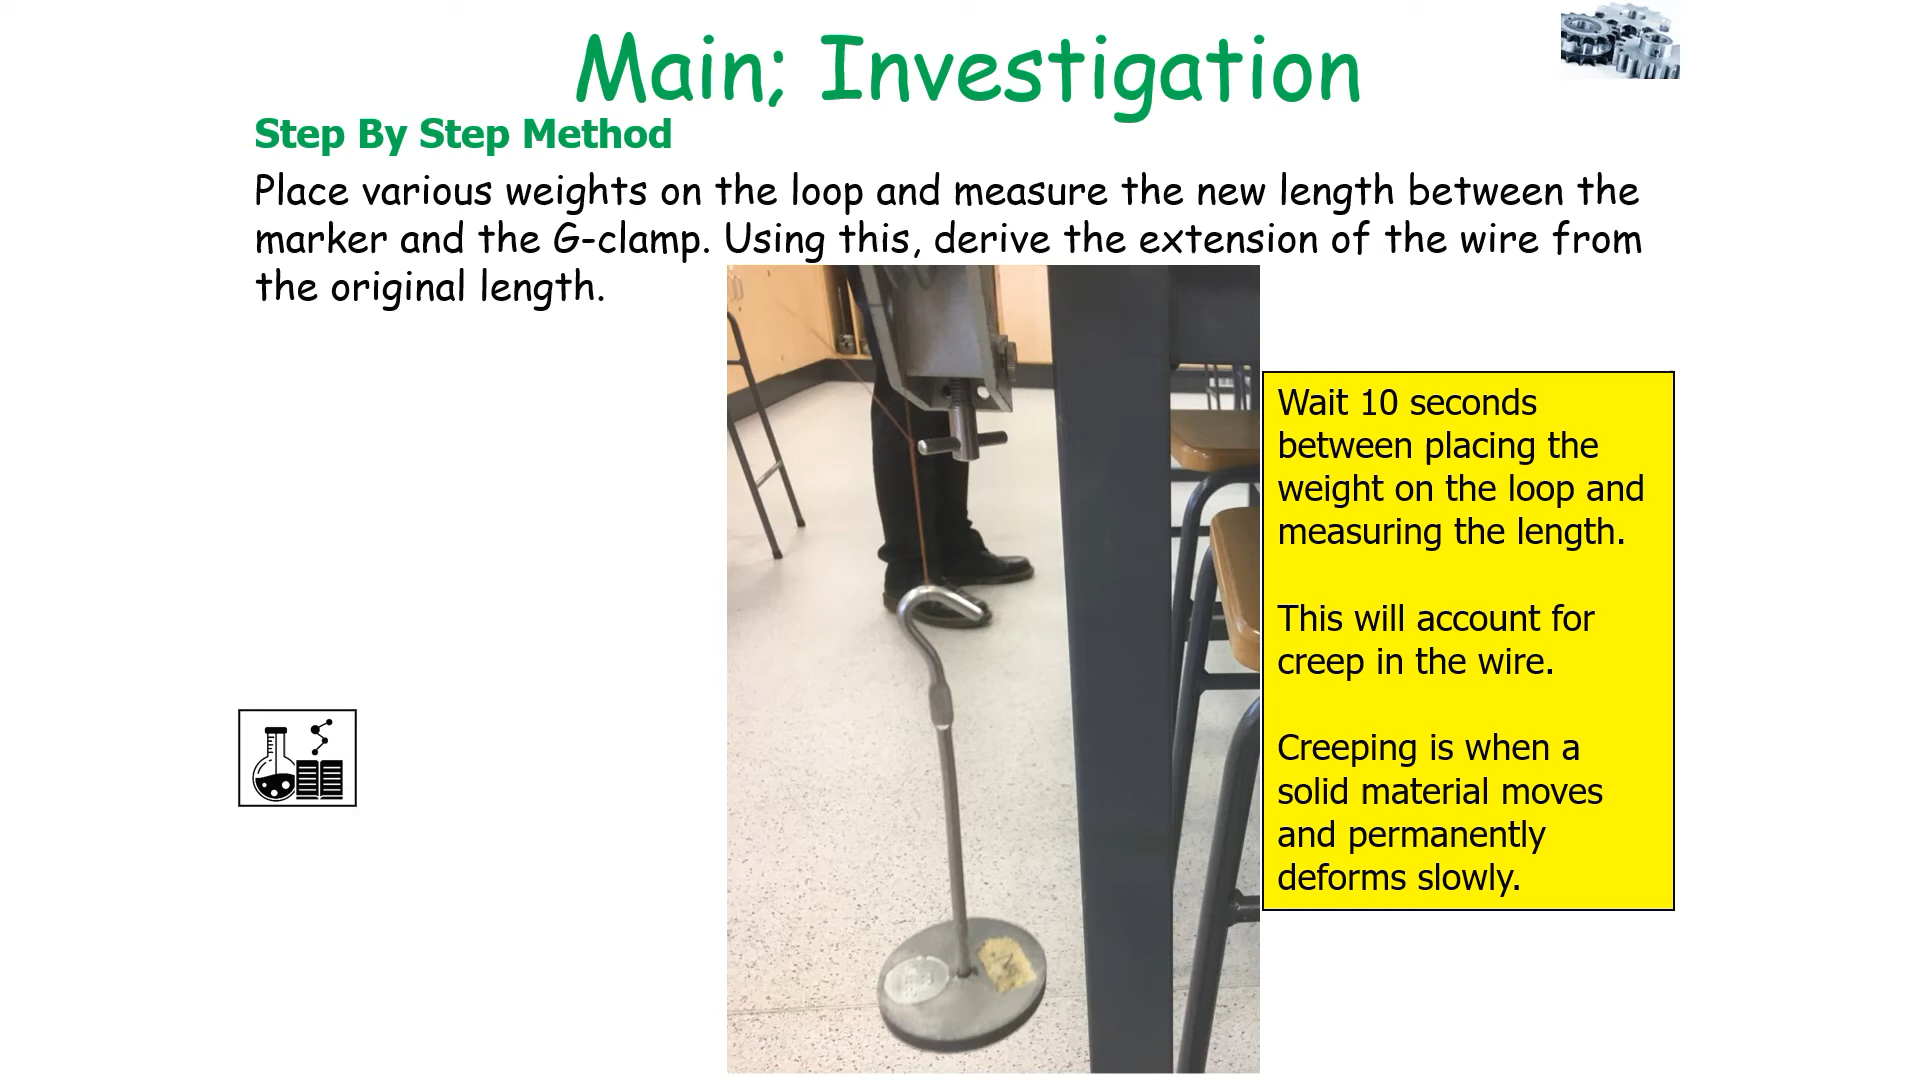 Main; Investigation
Step By Step Method
Place various weights on the loop and measure the new length between the
marker and the G-clamp. Using this, derive the extension of the wire from
the original length.
Wait 10 seconds
between placing the
weight on the loop and
measuring the length.
This will account for
creep in the wire.
Creeping is when a
solid material moves
and permanently
deforms slowly.